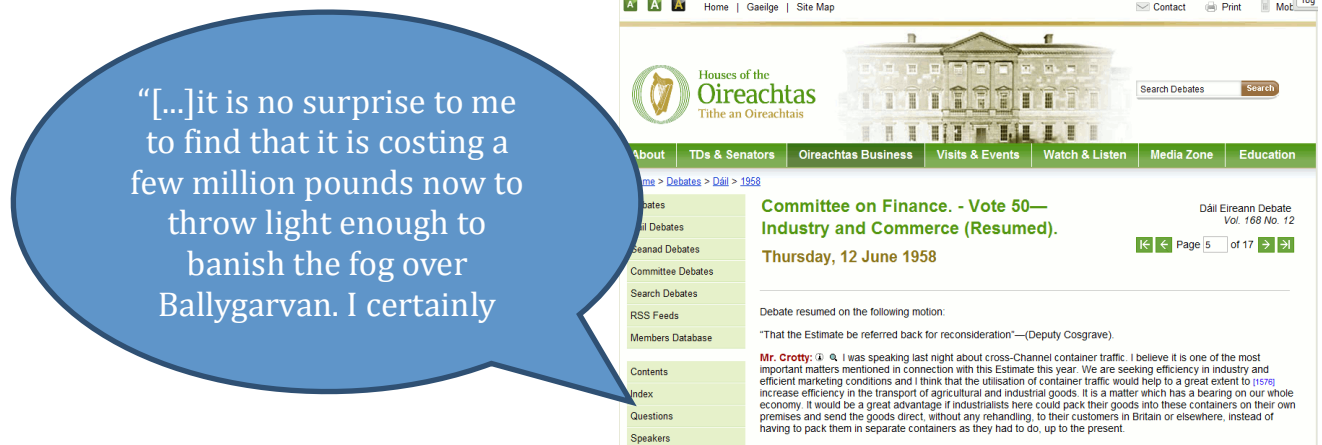 “[...]it is no surprise to me
to find that it is costing a
few million pounds now to
throw light enough to
banish the fog over
Ballygarvan. I certainly
A A A Home | Gaeilge | Site Map
Contact Print
Houses of the
Oireachtas
Tithe an Oireachtais
Search Debates Search
About TDs & Senators Oireachtas Business Visits & Events Watch & Listen Media Zone Education
> Debates > Dáil > 1958
Seanad Debates
Committee Debates
Search Debates
RSS Feeds
Members Database
Contents
Index
Questions
Speakers
Committee on Finance. - Vote 50—
Industry and Commerce (Resumed).
Thursday, 12 June 1958
Dáil Eireann Debate
Vol. 168 No. 12
Page 5 of 17
Debate resumed on the following motion:
“That the Estimate be referred back for reconsideration”—(Deputy Cosgrave).
Mr. Crotty: I was speaking last night about cross-Channel container traffic. I believe it is one of the most
important matters mentioned in connection with this Estimate this year. We are seeking efficiency in industry and
efficient marketing conditions and I think that the utilisation of container traffic would help to a great extent to [1576]
increase efficiency in the transport of agricultural and industrial goods. It is a matter which has a bearing on our whole
economy. It would be a great advantage if industrialists here could pack their goods into these containers on their own
premises and send the goods direct, without any rehandling, to their customers in Britain or elsewhere, instead of
having to pack them in separate containers as they had to do, up to the present.